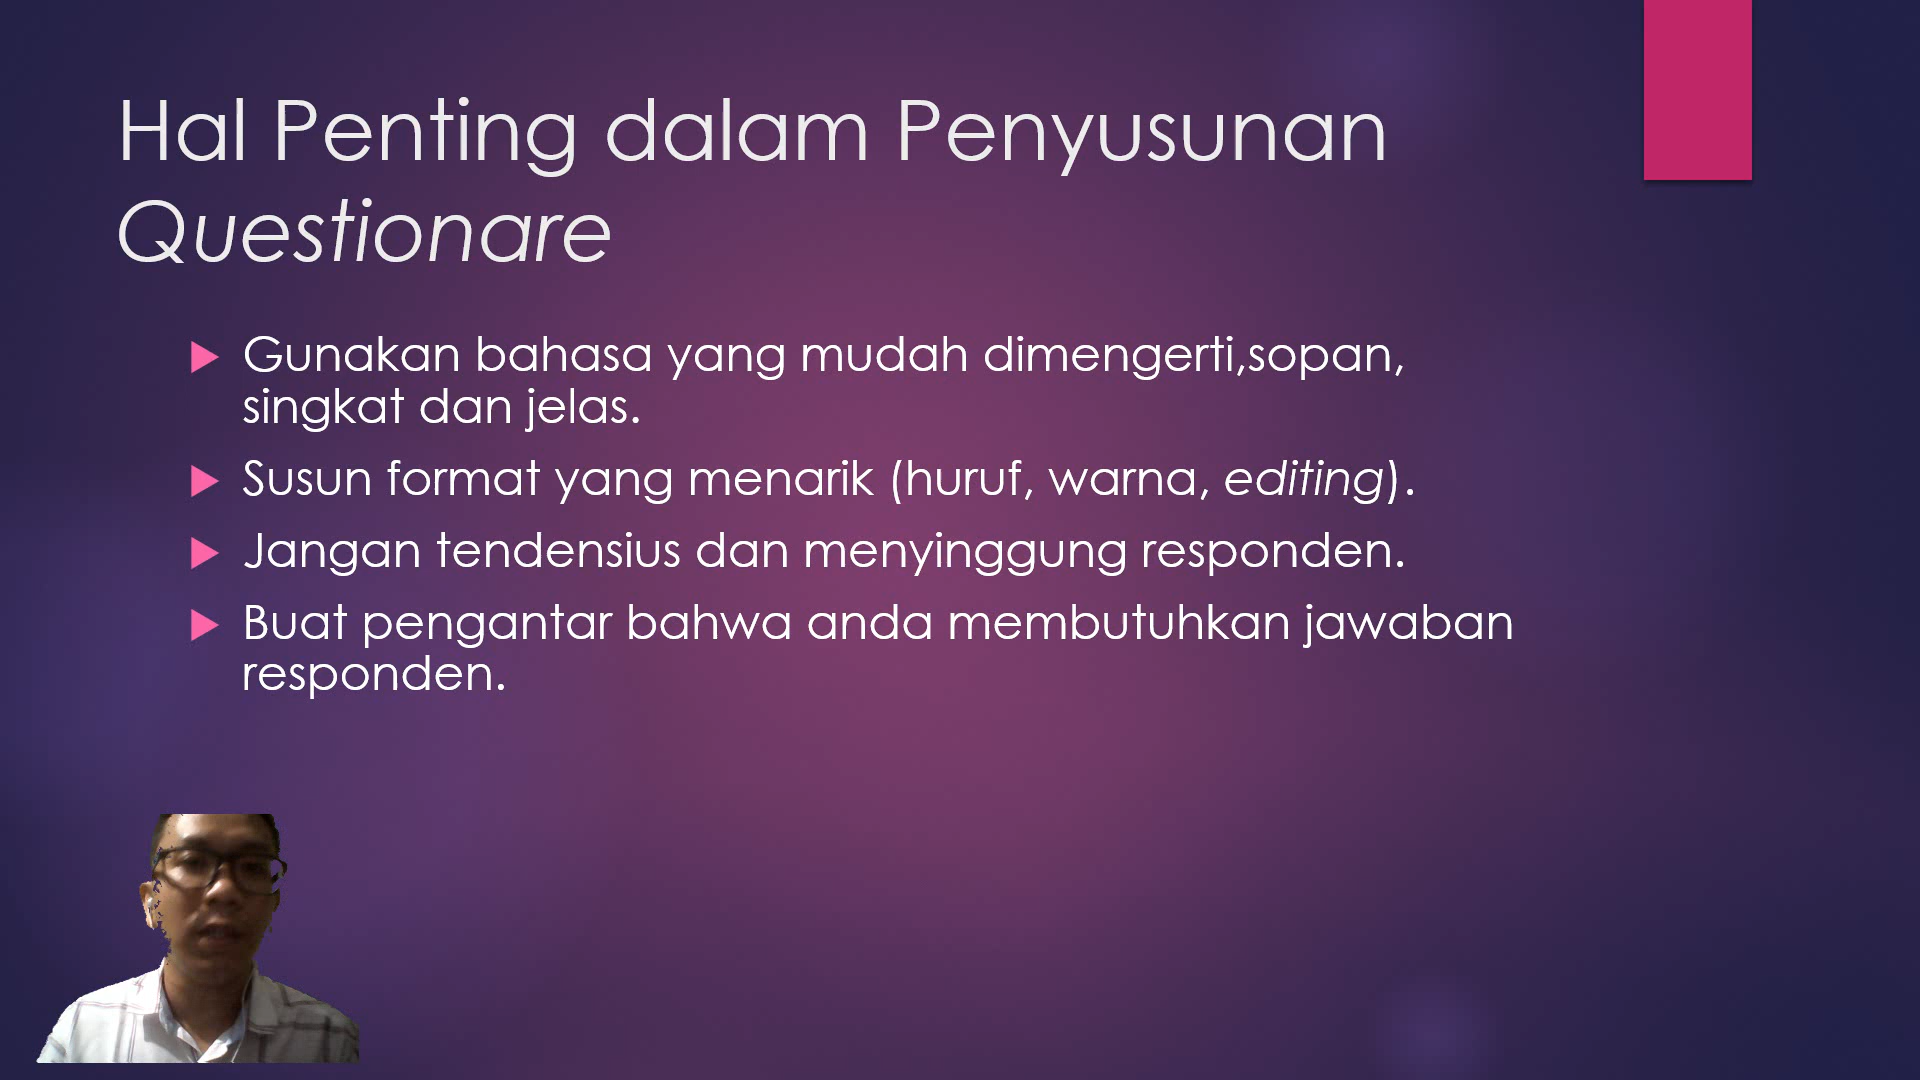 Hal Penting dalam Penyusunan
Questionare
Gunakan bahasa yang mudah dimengerti,sopan,
singkat dan jelas.
Susun format yang menarik (huruf, warna, editing).
Jangan tendensius dan menyinggung responden.
Buat pengantar bahwa anda membutuhkan jawaban
responden.